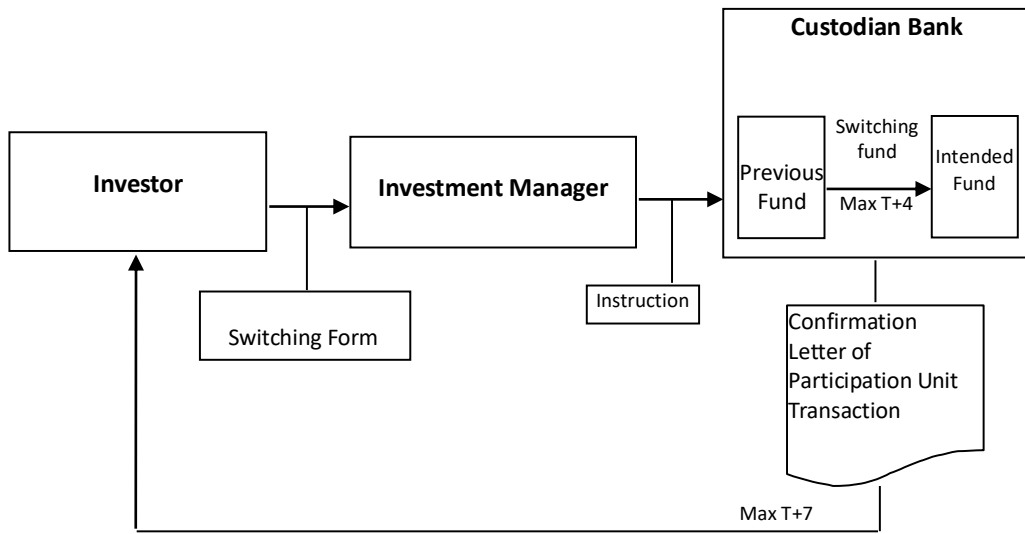 Custodian Bank
Investor
Investment Manager
Previous
Fund
Switching
fund
Max T+4
Intended
Fund
Switching Form
Instruction
Confirmation
Letter of
Participation Unit
Transaction
Max T+7